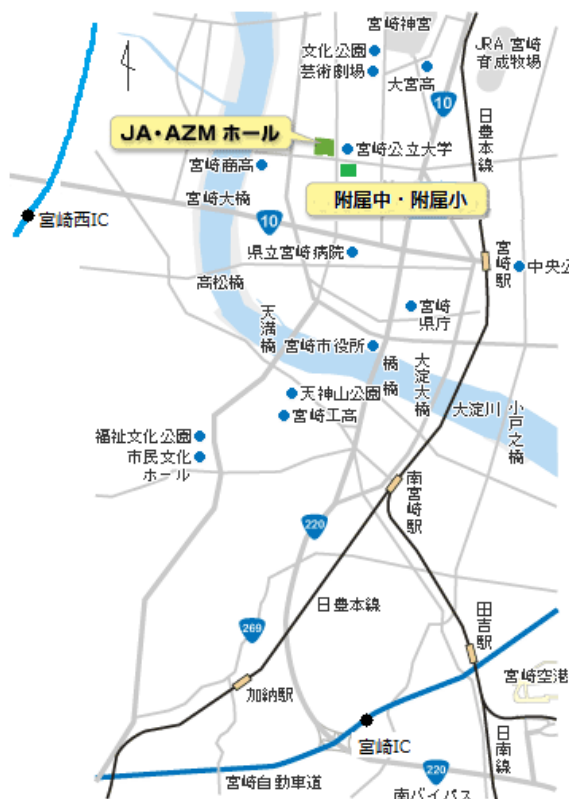 宮崎神宮
文化公園
芸術劇場
大宮高
JRA 宮崎
育成牧場
10
日豊本線
JA・AZM ホール
宮崎公立大学
宮崎商高
附属中・附属小
宮崎大橋
10
宮崎西IC
県立宮崎病院
宮崎駅
中央公
高松橋
宮崎
県庁
天満橋
宮崎市役所
橘橋
大淀大橋
天神山公園
宮崎工高
大淀川
小戸之橋
福祉文化公園
市民文化
ホール
南宮崎駅
220
日豊本線
269
田吉駅
加納駅
宮崎空港
宮崎IC
日南線
宮崎自動車道
220
南バイパス